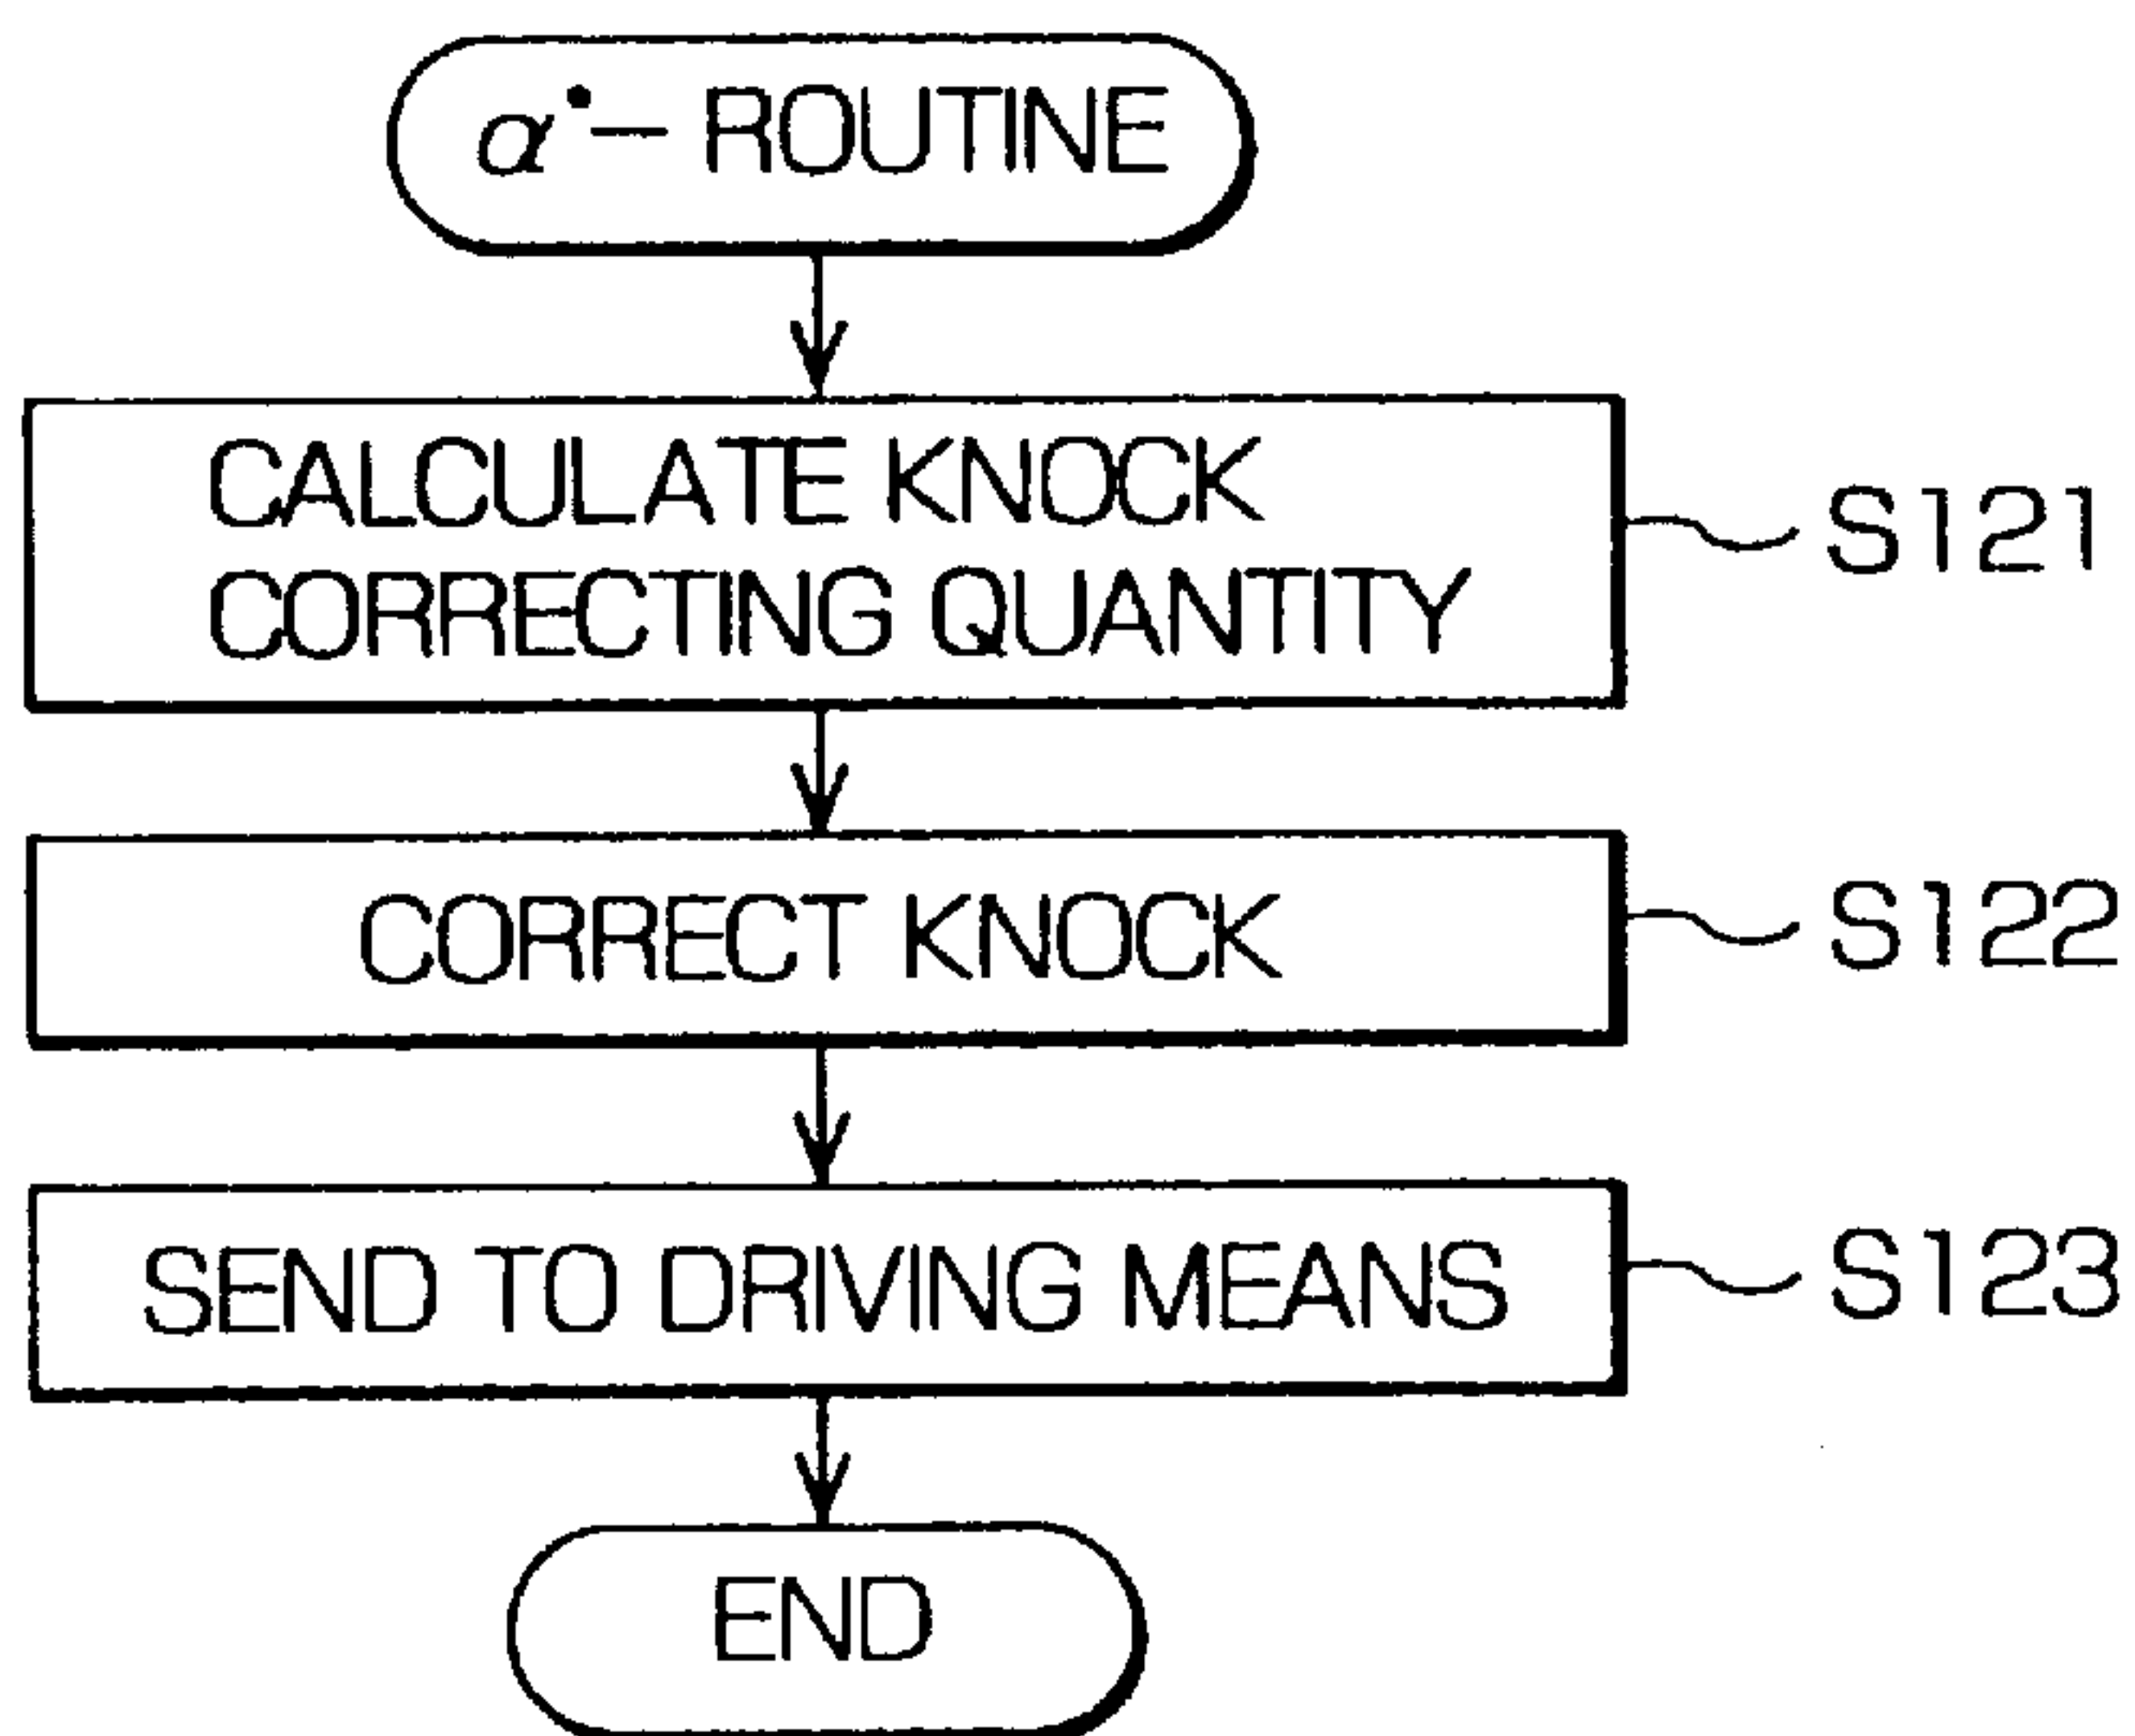 α•— ROUTINE
CALCULATE KNOCK
CORRECTING QUANTITY
S121
CORRECT KNOCK
S122
SEND TO DRIVING MEANS
S123
END